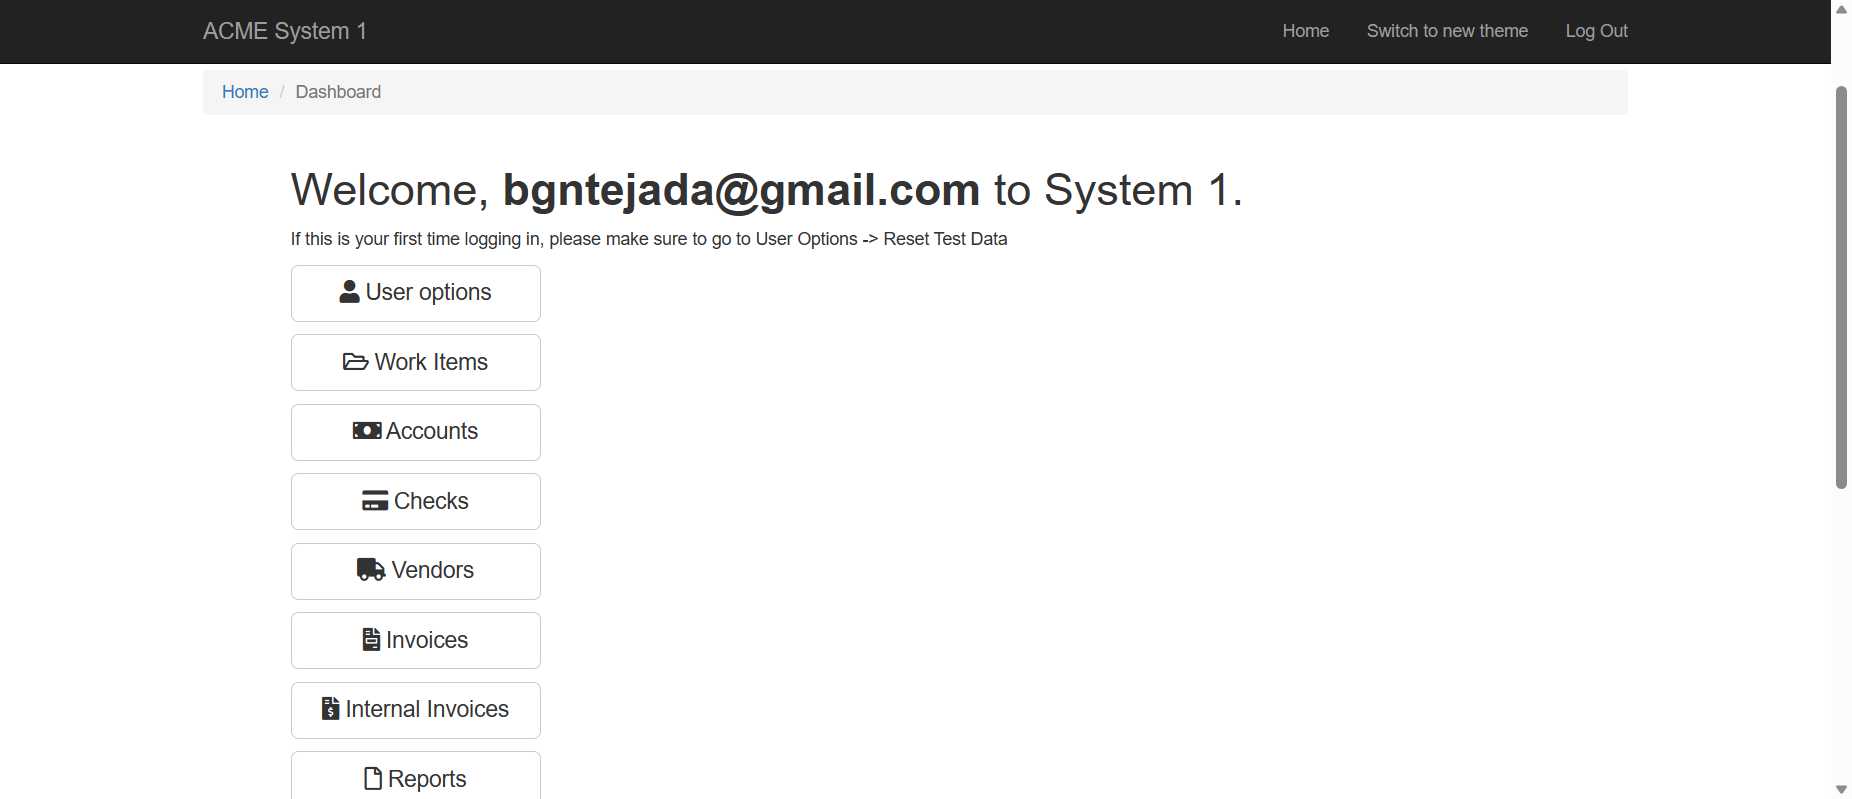 ACME System 1
Home Switch to new theme Log Out
Home / Dashboard
Welcome, bgntejada@gmail.com to System 1.
If this is your first time logging in, please make sure to go to User Options -> Reset Test Data
User options
Work Items
Accounts
Checks
Vendors
Invoices
Internal Invoices
Reports